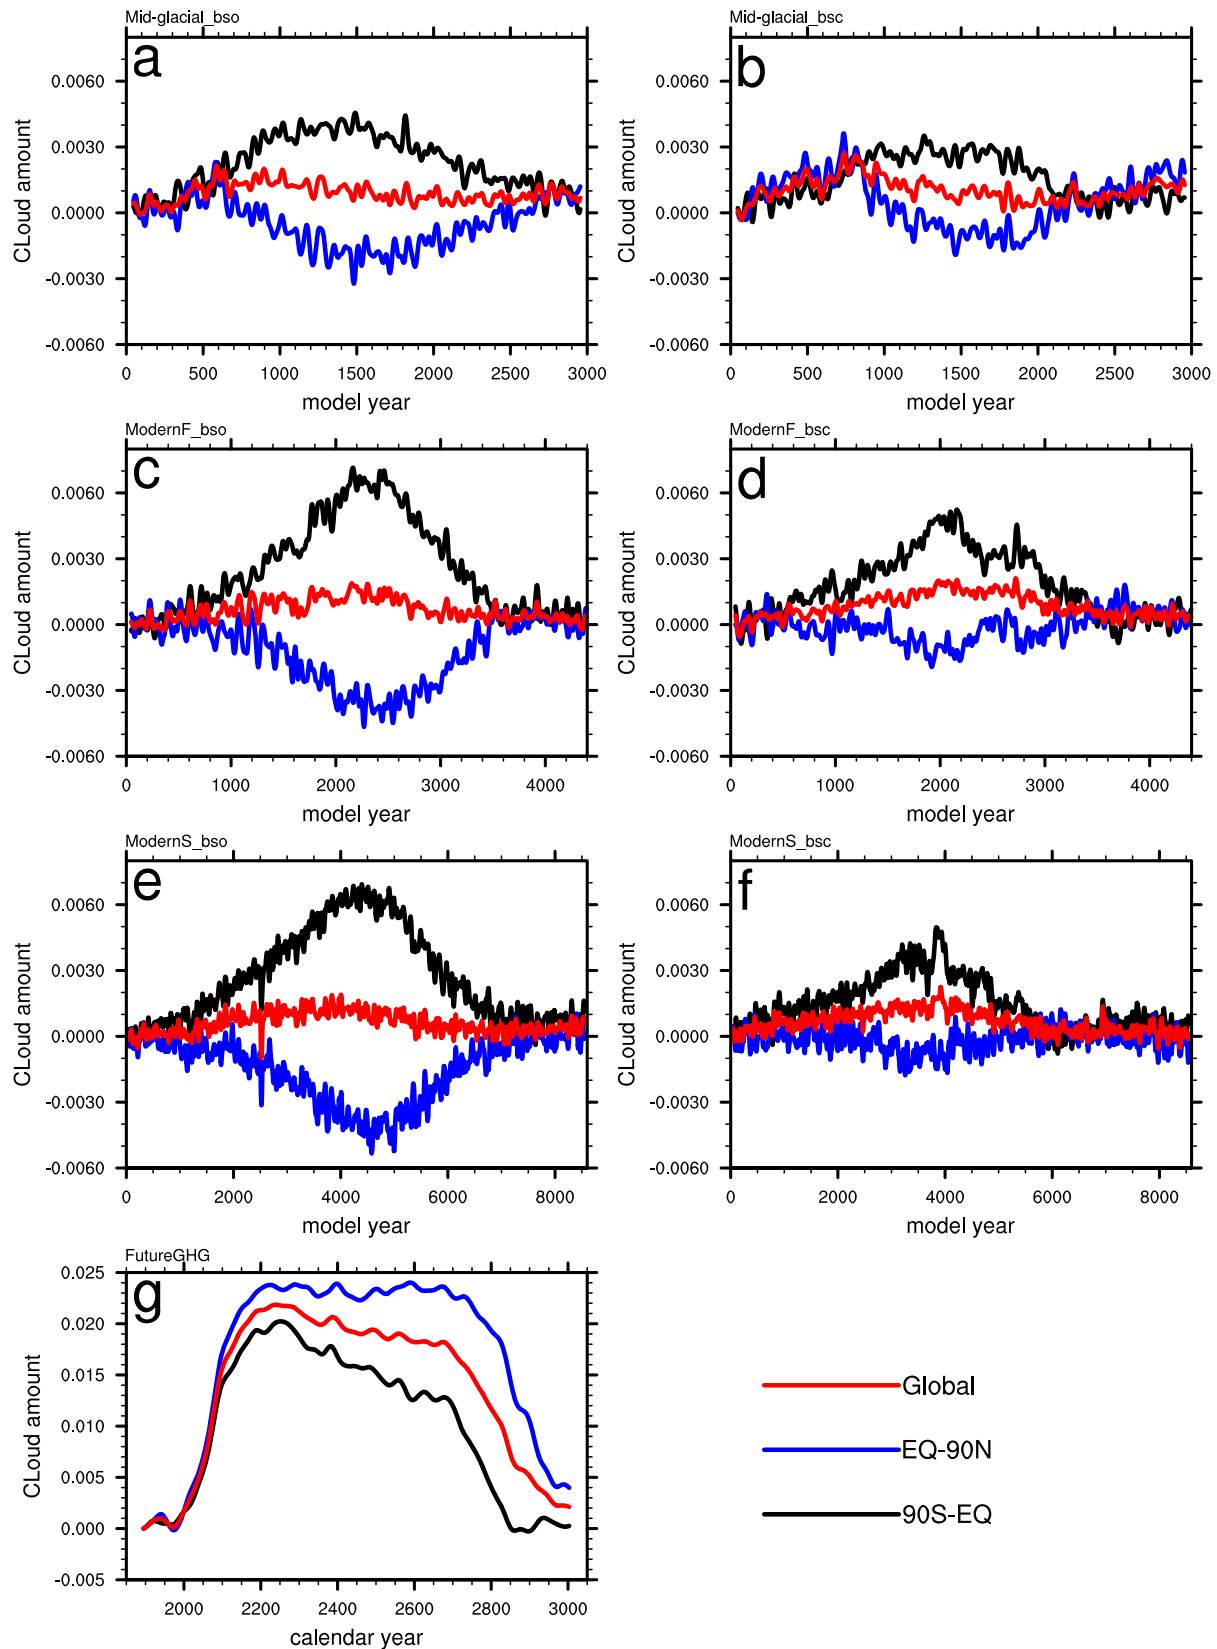 Mid-glacial_bso
a
CLoud amount
0.0060
0.0030
0.0000
-0.0030
-0.0060
0 500 1000 1500 2000 2500 3000
model year
Mid-glacial_bsc
b
CLoud amount
0.0060
0.0030
0.0000
-0.0030
-0.0060
0 500 1000 1500 2000 2500 3000
model year
ModernF_bso
c
CLoud amount
0.0060
0.0030
0.0000
-0.0030
-0.0060
0 1000 2000 3000 4000
model year
ModernF_bsc
d
CLoud amount
0.0060
0.0030
0.0000
-0.0030
-0.0060
0 1000 2000 3000 4000
model year
ModernS_bso
e
CLoud amount
0.0060
0.0030
0.0000
-0.0030
-0.0060
0 2000 4000 6000 8000
model year
ModernS_bsc
f
CLoud amount
0.0060
0.0030
0.0000
-0.0030
-0.0060
0 2000 4000 6000 8000
model year
FutureGHG
g
CLoud amount
0.025
0.020
0.015
0.010
0.005
0.000
-0.005
2000 2200 2400 2600 2800 3000
calendar year
Global
EQ-90N
90S-EQ